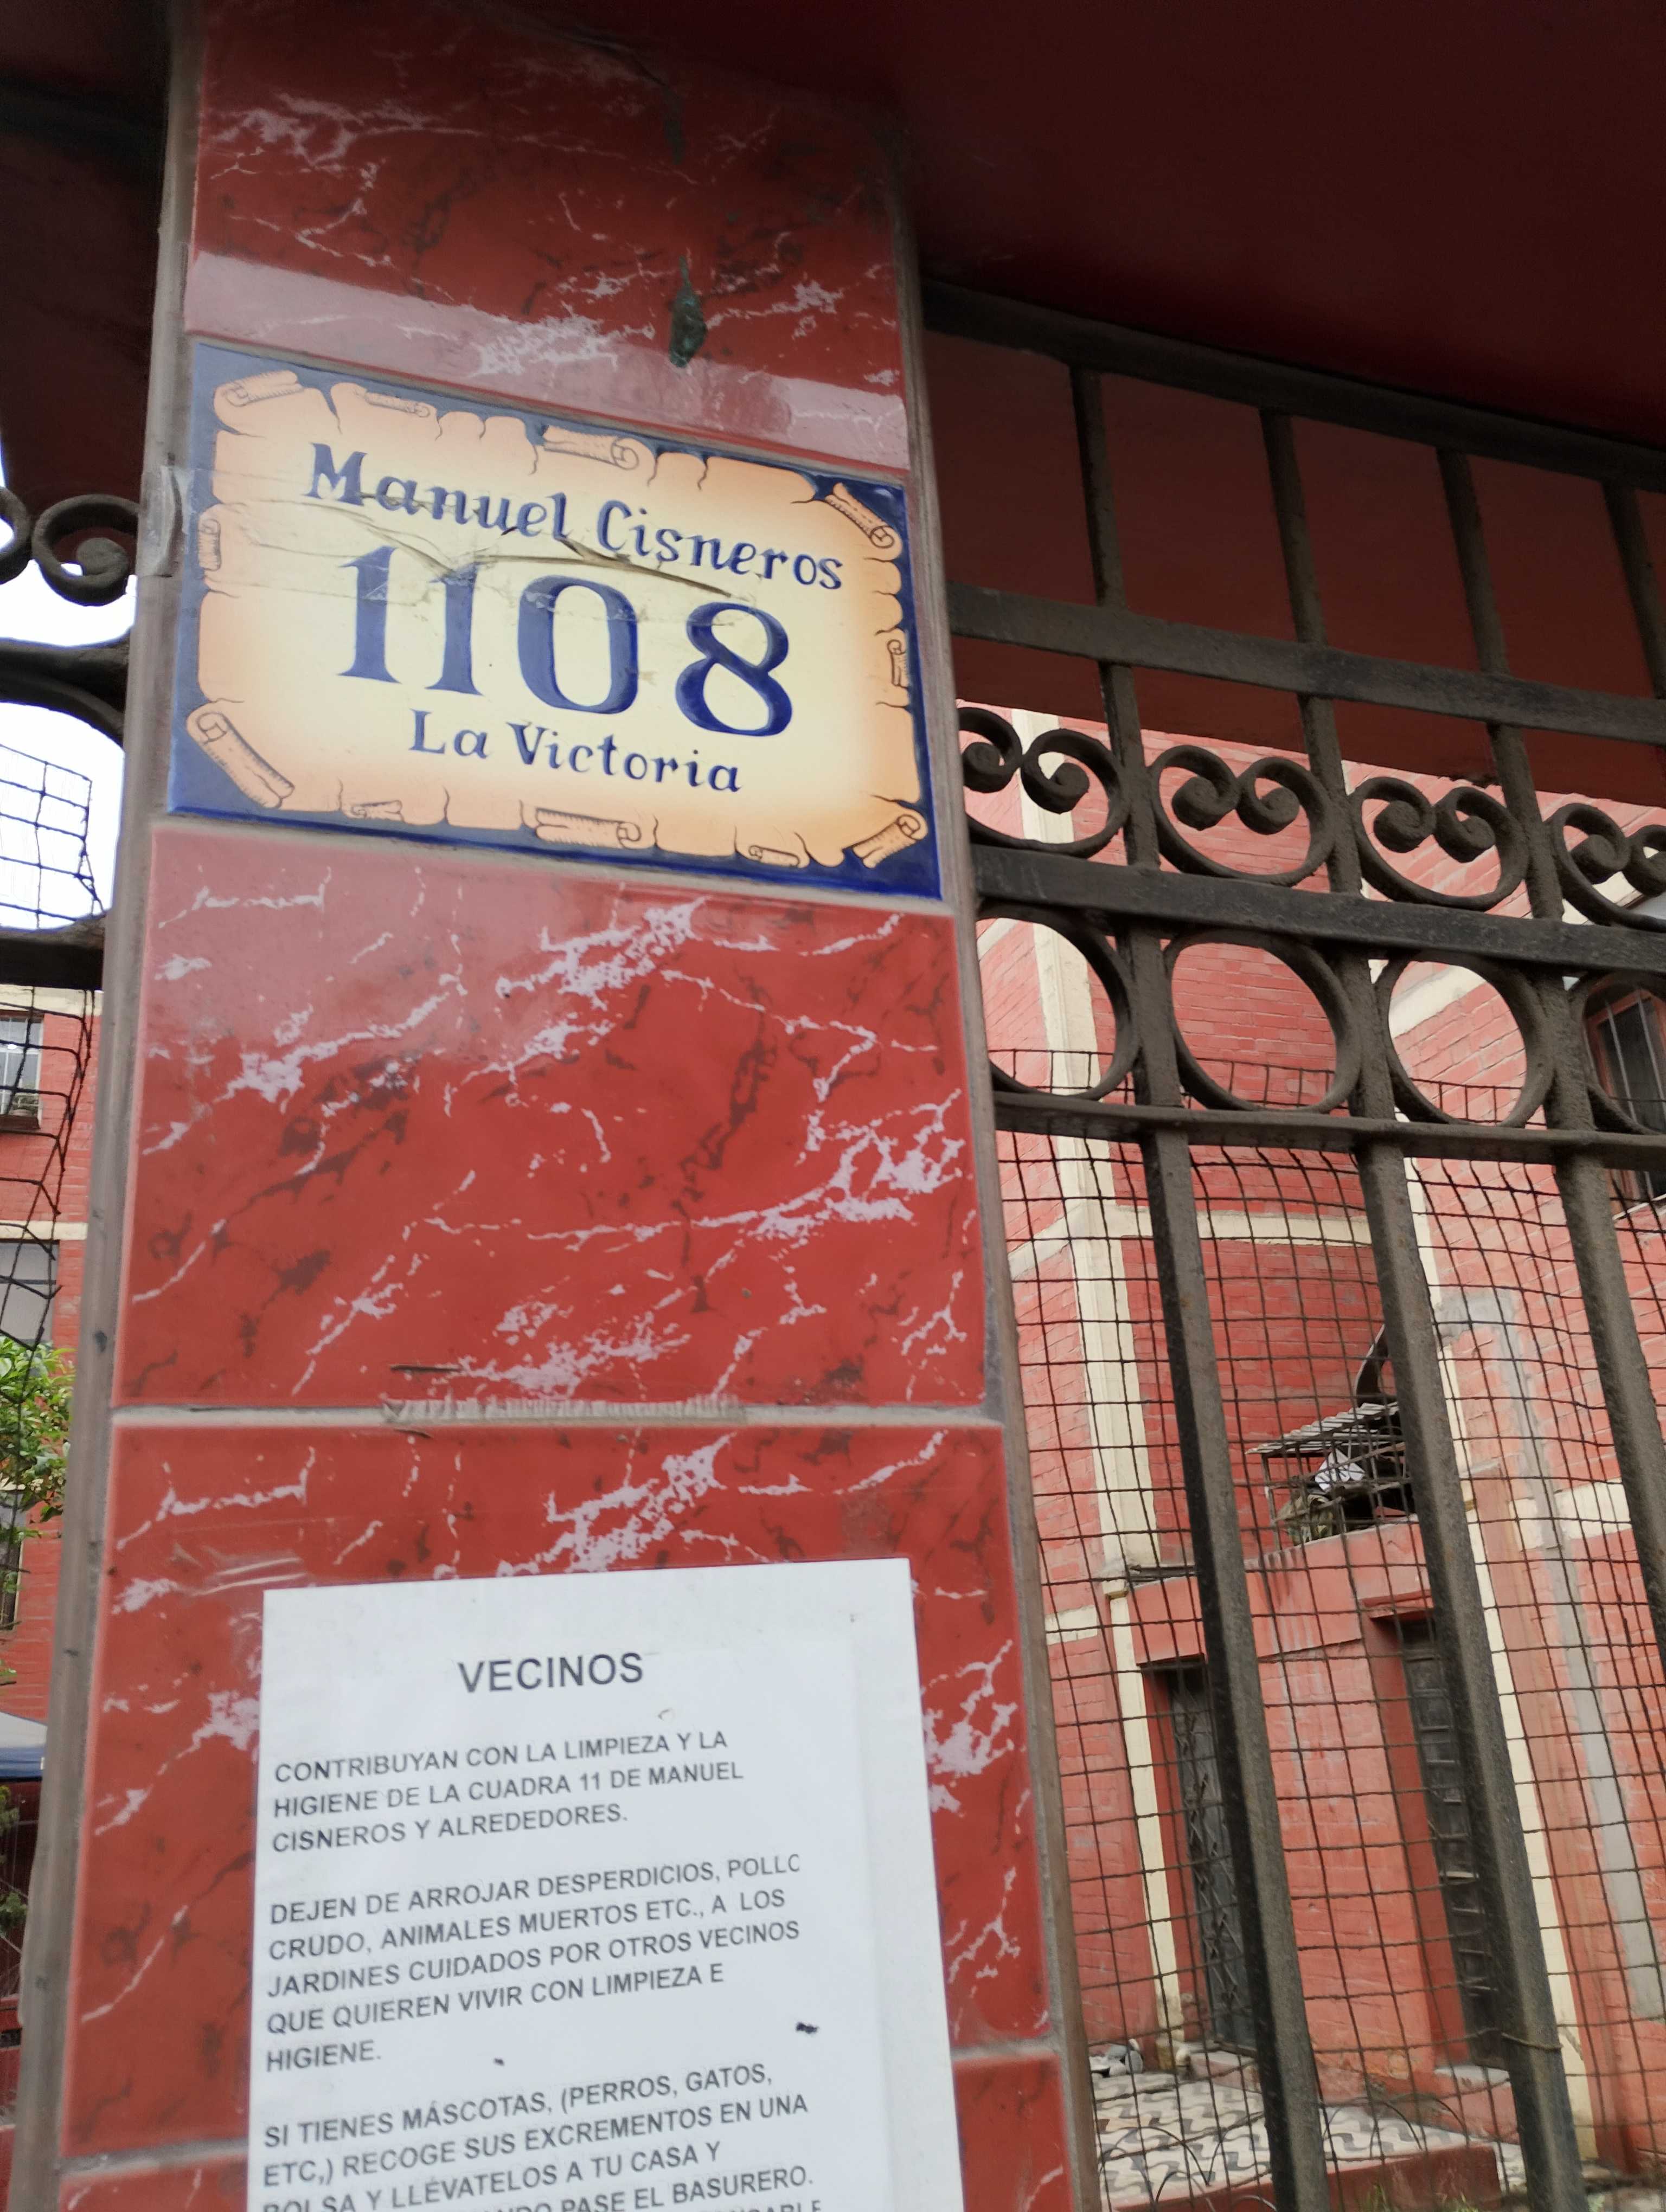 Manuel Cisneros
1108
La Victoria
VECINOS
CONTRIBUYAN CON LA LIMPIEZA Y LA
HIGIENE DE LA CUADRA 11 DE MANUEL
CISNEROS Y ALREDEDORES.
DEJEN DE ARROJAR DESPERDICIOS, POLLO
CRUDO, ANIMALES MUERTOS ETC., A LOS
JARDINES CUIDADOS POR OTROS VECINOS
QUE QUIEREN VIVIR CON LIMPIEZA E
HIGIENE.
SI TIENES MÁSCOTAS, (PERROS, GATOS,
ETC,) RECOGE SUS EXCREMENTOS EN UNA
BOLSA Y LLÉVATELOS A TU CASA Y
PASE EL BASURERO.